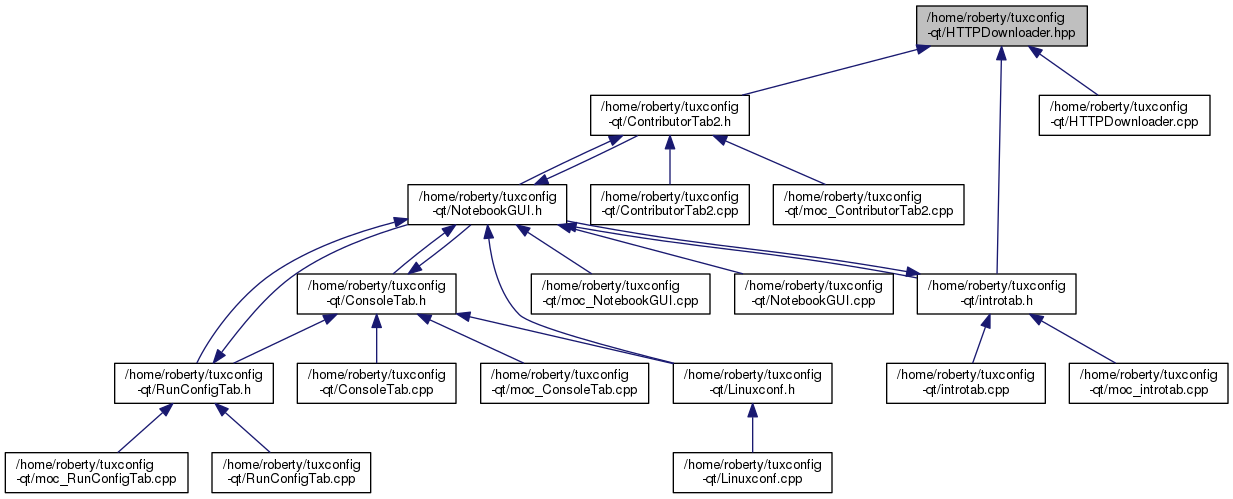 /home/roberty/tuxconfig
-qt/HTTPDownloader.hpp
/home/roberty/tuxconfig
-qt/ContributorTab2.h
/home/roberty/tuxconfig
-qt/HTTPDownloader.cpp
/home/roberty/tuxconfig
-qt/NotebookGUI.h
/home/roberty/tuxconfig
-qt/ContributorTab2.cpp
/home/roberty/tuxconfig
-qt/moc_ContributorTab2.cpp
/home/roberty/tuxconfig
-qt/ConsoleTab.h
/home/roberty/tuxconfig
-qt/moc_NotebookGUI.cpp
/home/roberty/tuxconfig
-qt/NotebookGUI.cpp
/home/roberty/tuxconfig
-qt/introtab.h
/home/roberty/tuxconfig
-qt/RunConfigTab.h
/home/roberty/tuxconfig
-qt/ConsoleTab.cpp
/home/roberty/tuxconfig
-qt/moc_ConsoleTab.cpp
/home/roberty/tuxconfig
-qt/Linuxconf.h
/home/roberty/tuxconfig
-qt/introtab.cpp
/home/roberty/tuxconfig
-qt/moc_introtab.cpp
/home/roberty/tuxconfig
-qt/moc_RunConfigTab.cpp
/home/roberty/tuxconfig
-qt/RunConfigTab.cpp
/home/roberty/tuxconfig
-qt/Linuxconf.cpp